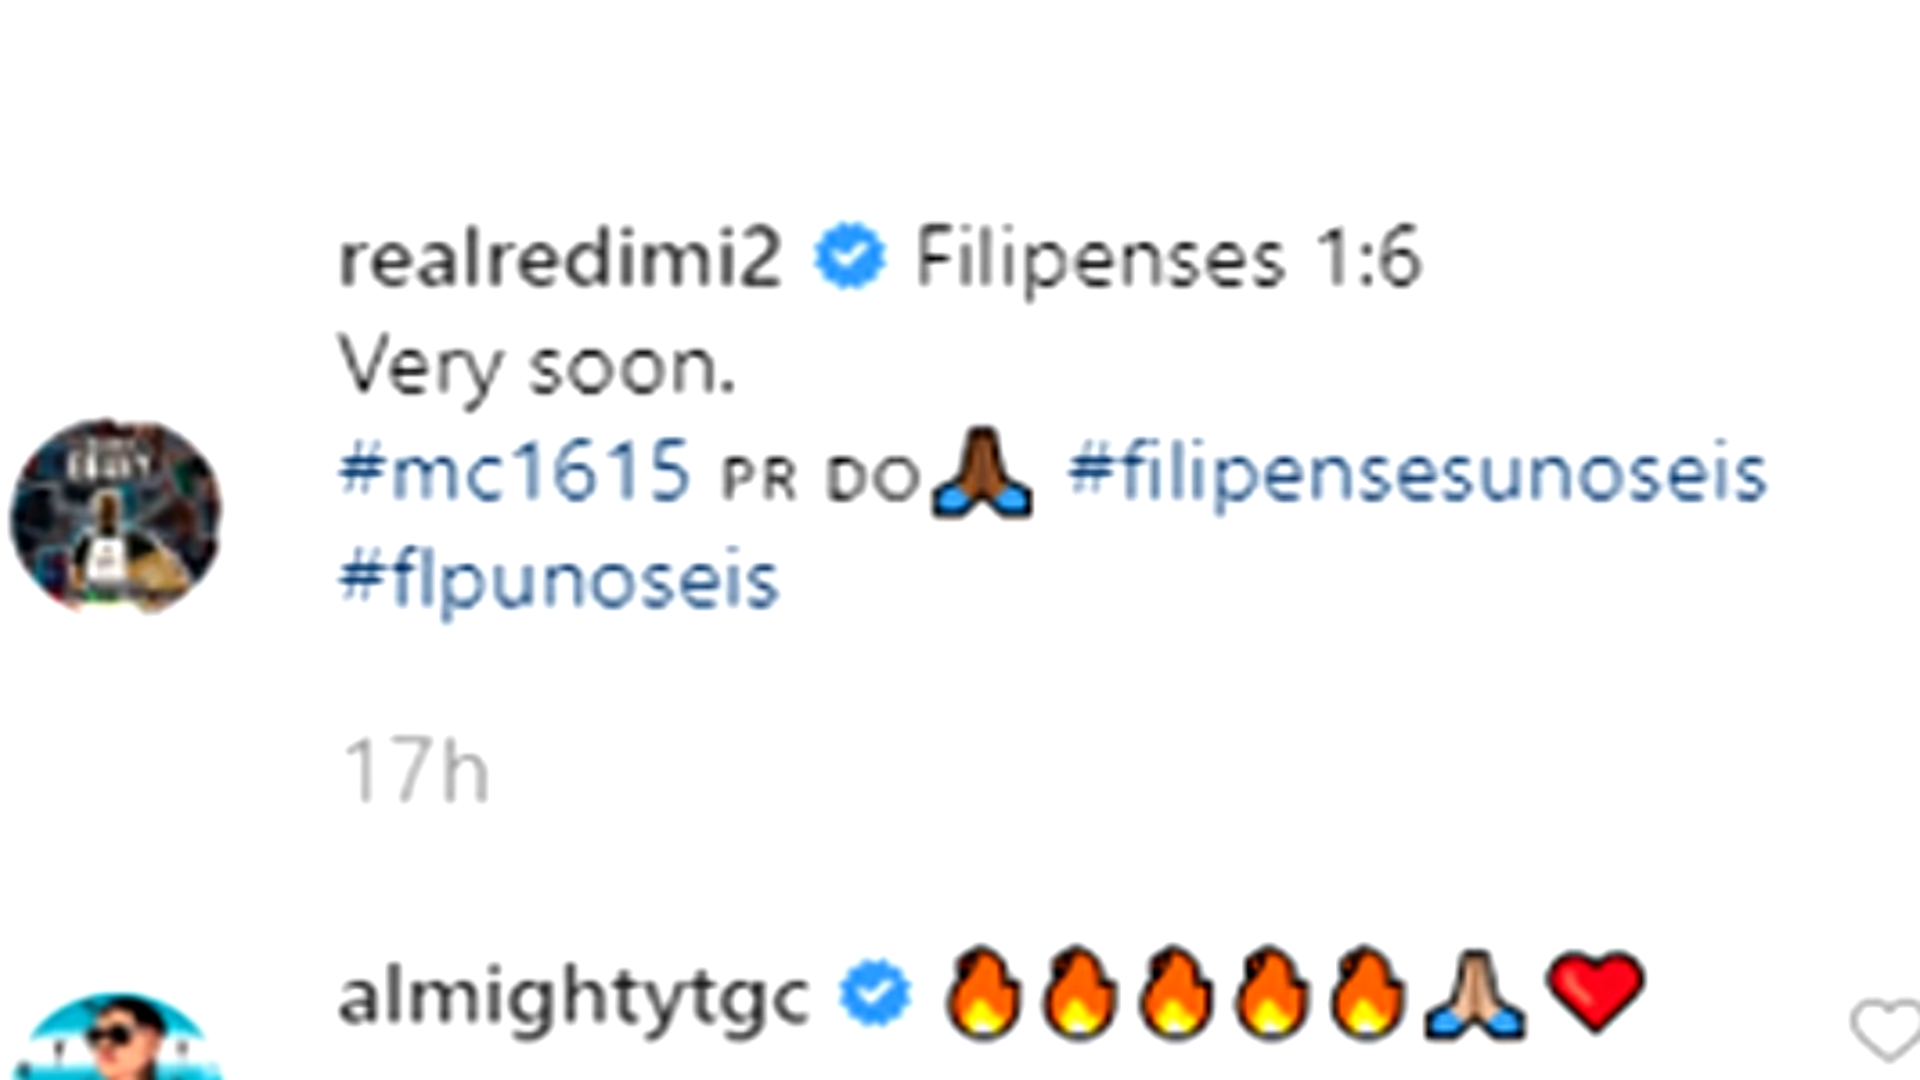 realredimi2 Filipenses 1:6
Very soon.
#mc1615 PR DO🙏🏾 #filipensesunoseis
#flpunoseis
17h
almightytgc 🔥🔥🔥🔥🔥🙏🏼❤️